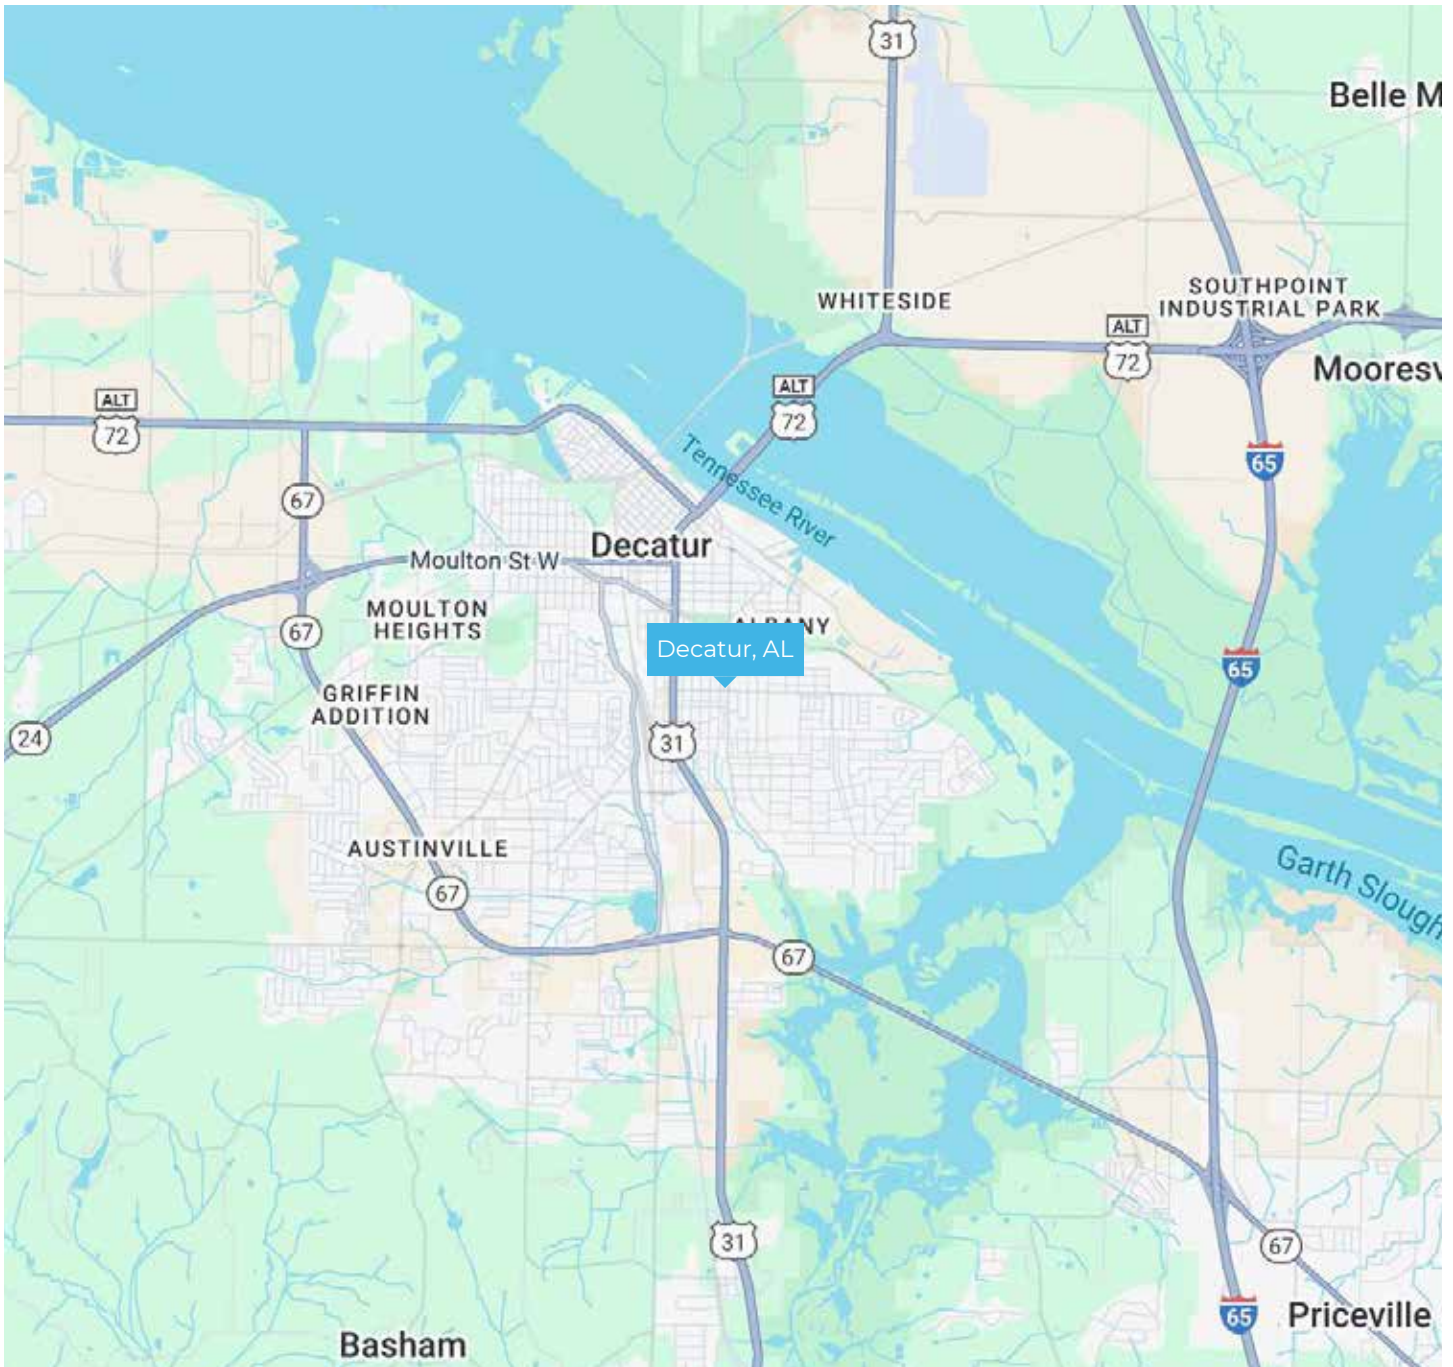 31
Belle M
SOUTHPOINT
INDUSTRIAL PARK
WHITESIDE
ALT
72
Mooresv
ALT
72
ALT
72
65
Tennessee River
67
Decatur
Moulton St W
MOULTON
HEIGHTS
67
ALBANY
Decatur, AL
65
GRIFFIN
ADDITION
24
31
AUSTINVILLE
Garth Slough
67
67
31
67
65
Priceville
Basham